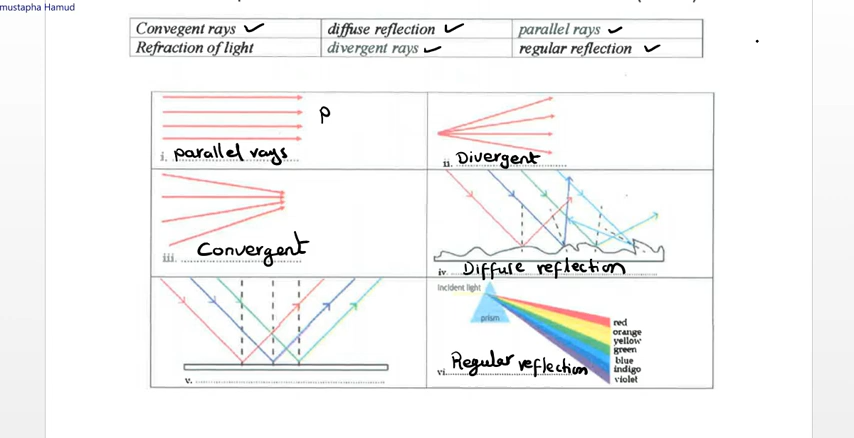 mustapha Hamud
Convegent rays ✓ diffuse reflection ✓ parallel rays ✓
Refraction of light divergent rays ✓ regular reflection ✓
p
i. parallel rays
ii. Divergent
iii. Convergent
iv. Diffuse reflection
incident light
prism
red
orange
yellow
green
blue
indigo
violet
v.
vi. Regular reflection